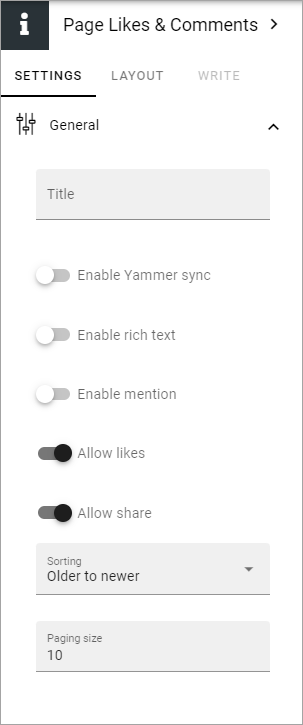 Page Likes & Comments
SETTINGS LAYOUT WRITE
General
Title
Enable Yammer sync
Enable rich text
Enable mention
Allow likes
Allow share
Sorting
Older to newer
Paging size
10